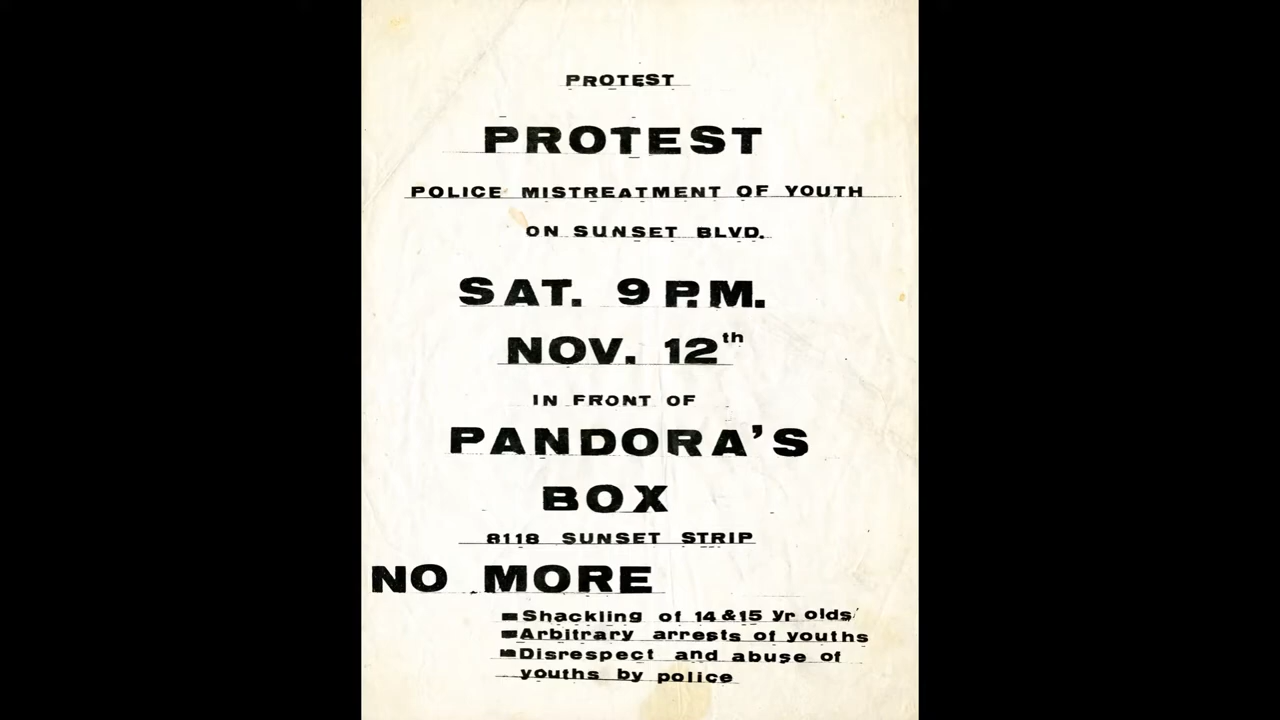 PROTEST
PROTEST
POLICE MISTREATMENT OF YOUTH
ON SUNSET BLVD.
SAT. 9 P.M.
NOV. 12th
IN FRONT OF
PANDORA'S
BOX
8118 SUNSET STRIP
NO MORE
Shackling of 14 & 15 yr olds
Arbitrary arrests of youths
Disrespect and abuse of
youths by police